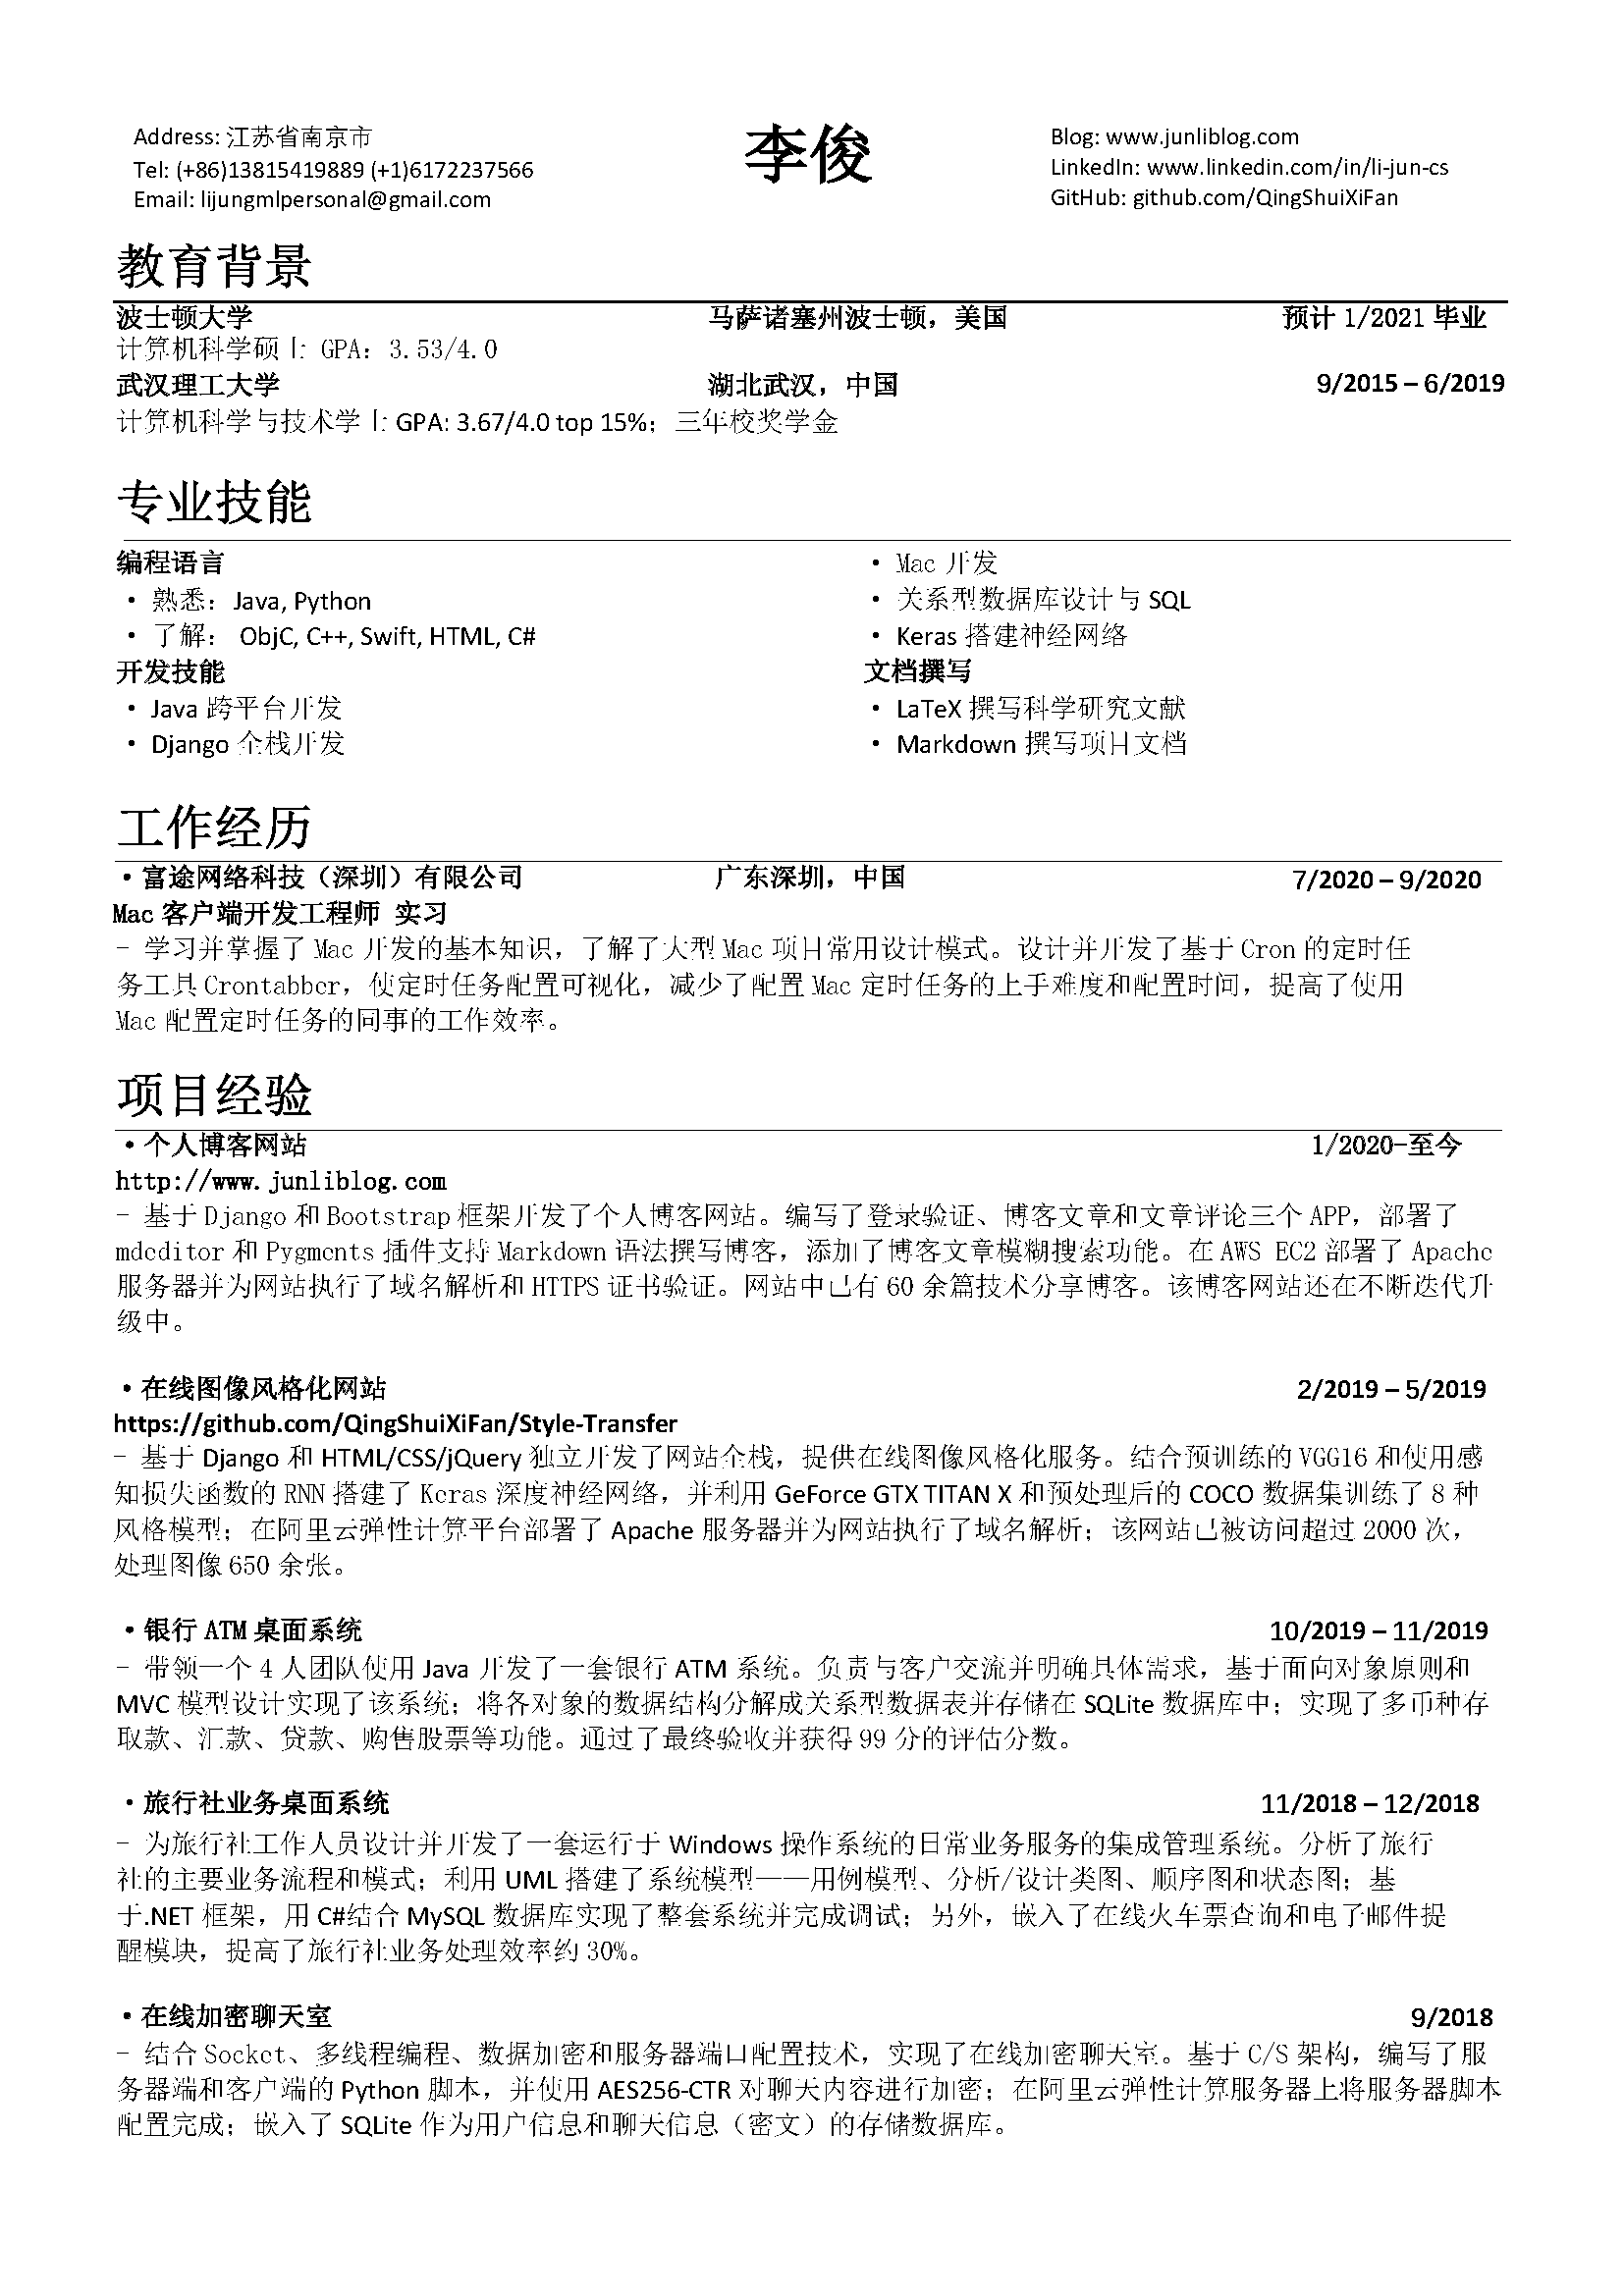 Address: 江苏省南京市
Tel: (+86)13815419889 (+1)6172237566
Email: lijungmlpersonal@gmail.com
李俊
Blog: www.junliblog.com
LinkedIn: www.linkedin.com/in/li-jun-cs
GitHub: github.com/QingShuiXiFan
教育背景
波士顿大学 马萨诸塞州波士顿，美国 预计 1/2021 毕业
计算机科学硕士 GPA：3.53/4.0
武汉理工大学 湖北武汉，中国 9/2015 – 6/2019
计算机科学与技术学士 GPA: 3.67/4.0 top 15%；三年校奖学金
专业技能
编程语言
• 熟悉：Java, Python
• 了解： ObjC, C++, Swift, HTML, C#
开发技能
• Java 跨平台开发
• Django 全栈开发
• Mac 开发
• 关系型数据库设计与 SQL
• Keras 搭建神经网络
文档撰写
• LaTeX 撰写科学研究文献
• Markdown 撰写项目文档
工作经历
• 富途网络科技（深圳）有限公司 广东深圳，中国 7/2020 – 9/2020
Mac 客户端开发工程师 实习
- 学习并掌握了 Mac 开发的基本知识，了解了大型 Mac 项目常用设计模式。设计并开发了基于 Cron 的定时任
务工具 Crontabber，使定时任务配置可视化，减少了配置 Mac 定时任务的上手难度和配置时间，提高了使用
Mac 配置定时任务的同事的工作效率。
项目经验
• 个人博客网站 1/2020-至今
http://www.junliblog.com
- 基于 Django 和 Bootstrap 框架开发了个人博客网站。编写了登录验证、博客文章和文章评论三个 APP，部署了
mdeditor 和 Pygments 插件支持 Markdown 语法撰写博客，添加了博客文章模糊搜索功能。在 AWS EC2 部署了 Apache
服务器并为网站执行了域名解析和 HTTPS 证书验证。网站中已有 60 余篇技术分享博客。该博客网站还在不断迭代升
级中。
• 在线图像风格化网站 2/2019 – 5/2019
https://github.com/QingShuiXiFan/Style-Transfer
- 基于 Django 和 HTML/CSS/jQuery 独立开发了网站全栈，提供在线图像风格化服务。结合预训练的 VGG16 和使用感
知损失函数的 RNN 搭建了 Keras 深度神经网络，并利用 GeForce GTX TITAN X 和预处理后的 COCO 数据集训练了 8 种
风格模型；在阿里云弹性计算平台部署了 Apache 服务器并为网站执行了域名解析；该网站已被访问超过 2000 次，
处理图像 650 余张。
• 银行 ATM 桌面系统 10/2019 – 11/2019
- 带领一个 4 人团队使用 Java 开发了一套银行 ATM 系统。负责与客户交流并明确具体需求，基于面向对象原则和
MVC 模型设计实现了该系统；将各对象的数据结构分解成关系型数据表并存储在 SQLite 数据库中；实现了多币种存
取款、汇款、贷款、购售股票等功能。通过了最终验收并获得 99 分的评估分数。
• 旅行社业务桌面系统 11/2018 – 12/2018
- 为旅行社工作人员设计并开发了一套运行于 Windows 操作系统的日常业务服务的集成管理系统。分析了旅行
社的主要业务流程和模式；利用 UML 搭建了系统模型——用例模型、分析/设计类图、顺序图和状态图；基
于.NET 框架，用 C#结合 MySQL 数据库实现了整套系统并完成调试；另外，嵌入了在线火车票查询和电子邮件提
醒模块，提高了旅行社业务处理效率约 30%。
• 在线加密聊天室 9/2018
- 结合 Socket、多线程编程、数据加密和服务器端口配置技术，实现了在线加密聊天室。基于 C/S 架构，编写了服
务器端和客户端的 Python 脚本，并使用 AES256-CTR 对聊天内容进行加密；在阿里云弹性计算服务器上将服务器脚本
配置完成；嵌入了 SQLite 作为用户信息和聊天信息（密文）的存储数据库。